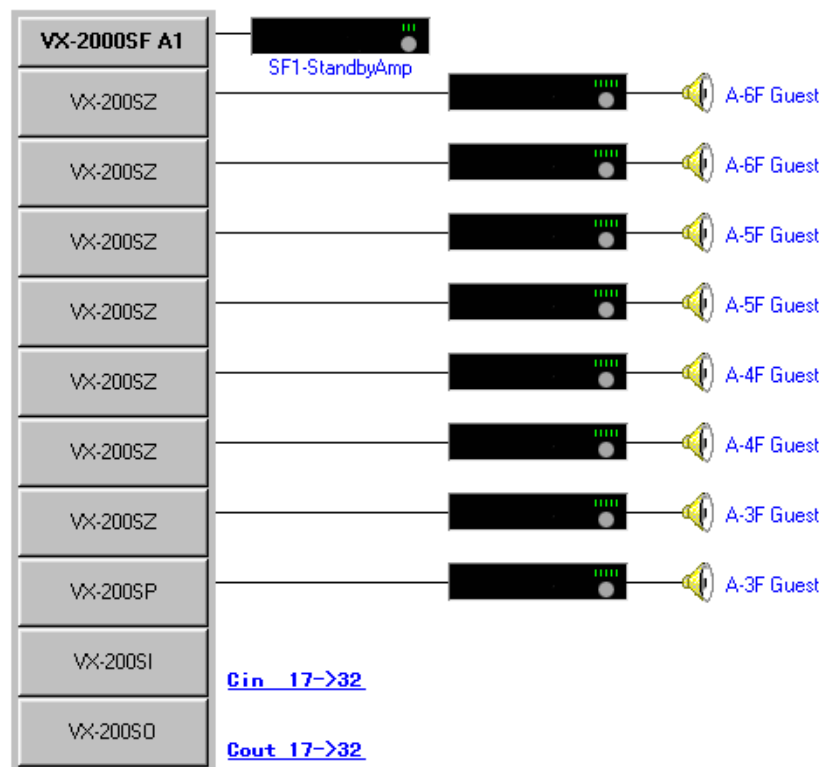 VX-2000SF A1
SF1-StandbyAmp
VX-200SZ
A-6F Guest
VX-200SZ
A-6F Guest
VX-200SZ
A-5F Guest
VX-200SZ
A-5F Guest
VX-200SZ
A-4F Guest
VX-200SZ
A-4F Guest
VX-200SZ
A-3F Guest
VX-200SP
A-3F Guest
VX-200SI
Cin 17->32
VX-200SO
Cout 17->32